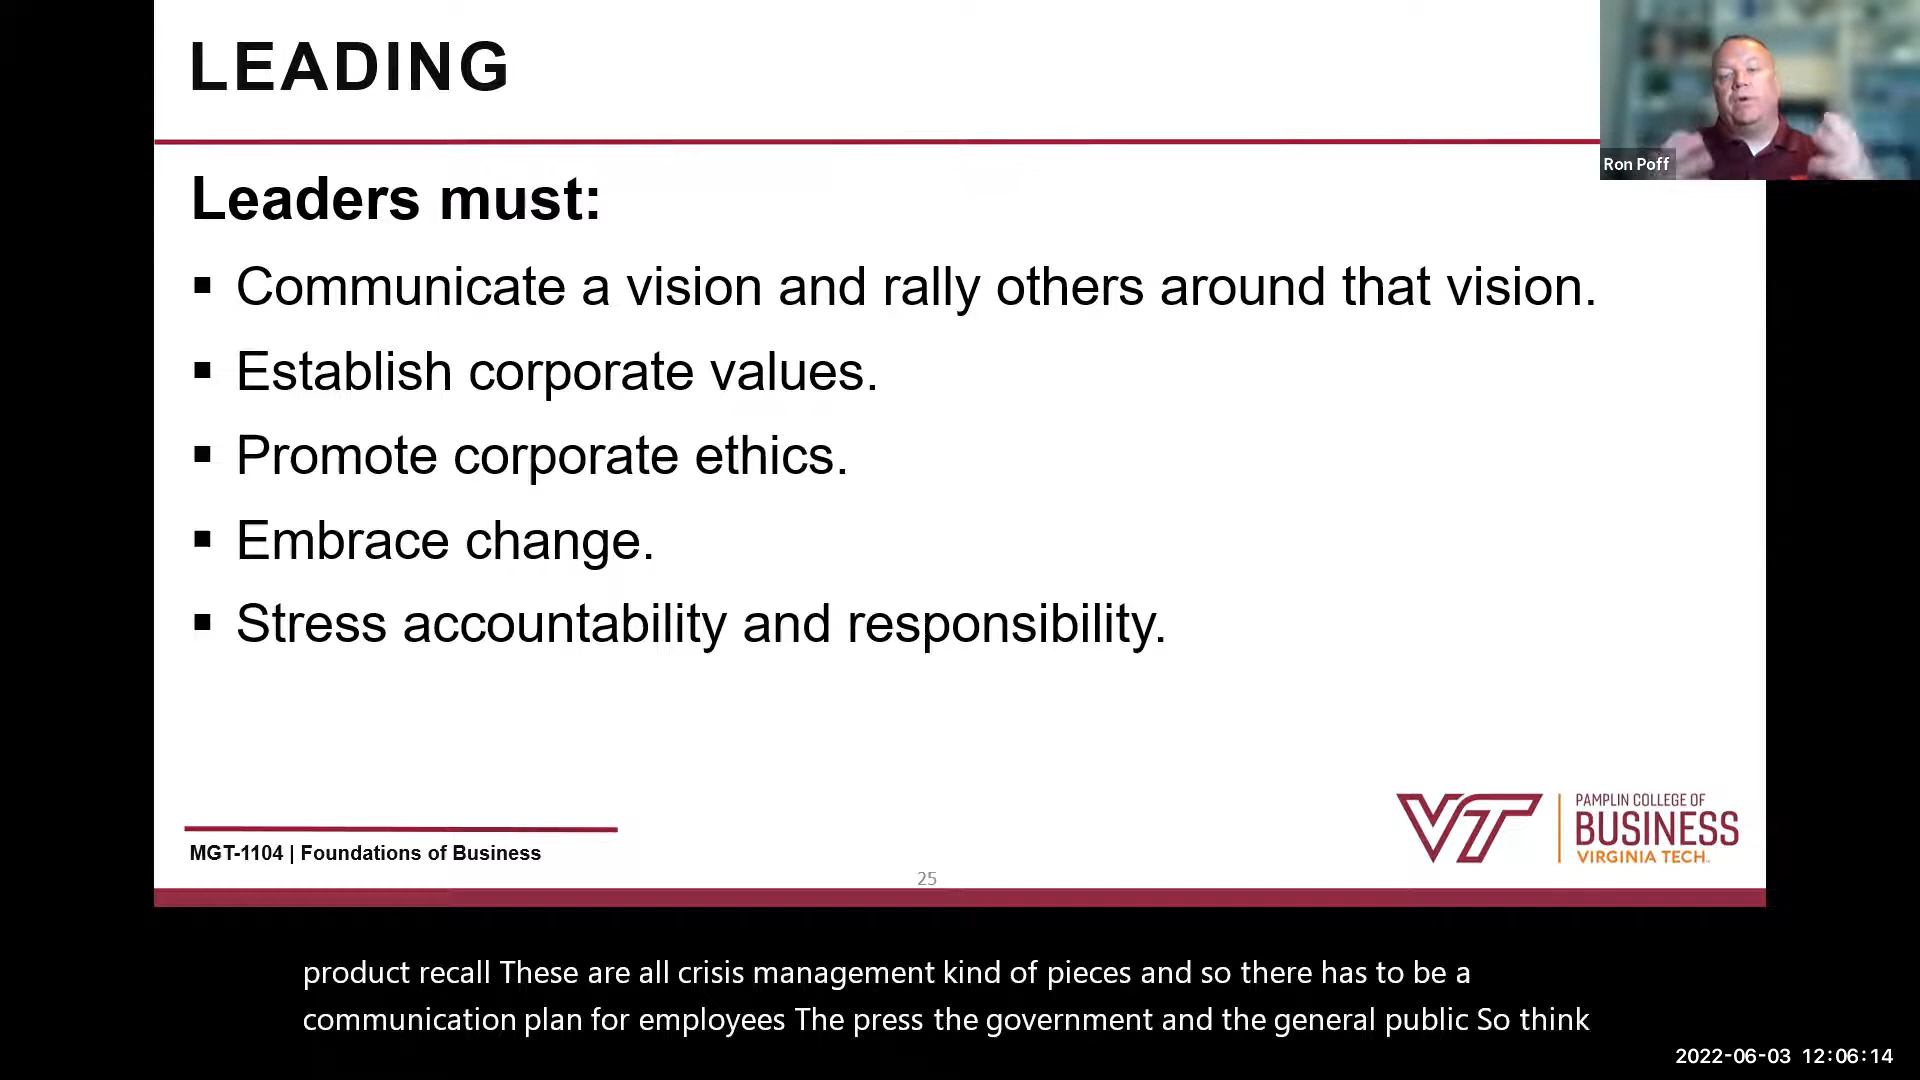 LEADING
Ron Poff
Leaders must:
▪ Communicate a vision and rally others around that vision.
▪ Establish corporate values.
▪ Promote corporate ethics.
▪ Embrace change.
▪ Stress accountability and responsibility.
VT
PAMPLIN COLLEGE OF
BUSINESS
VIRGINIA TECH.
MGT-1104 | Foundations of Business
25
product recall These are all crisis management kind of pieces and so there has to be a
communication plan for employees The press the government and the general public So think
2022-06-03 12:06:14